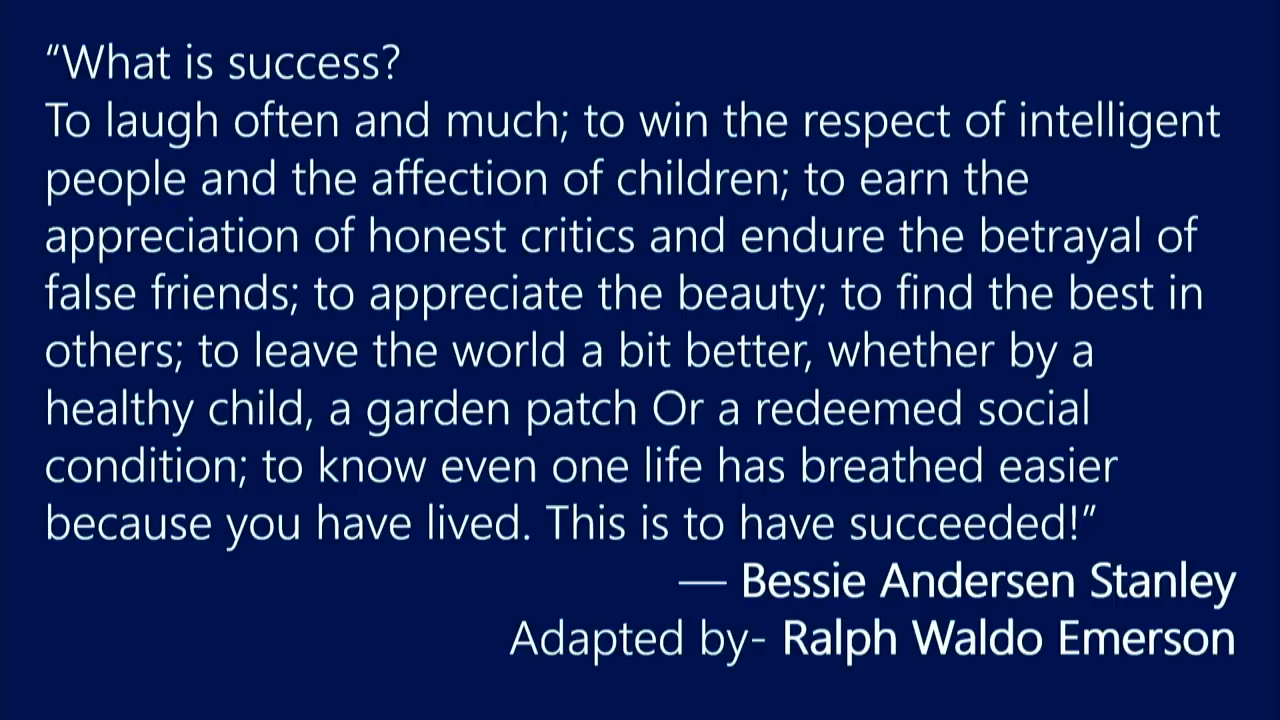 “What is success?
To laugh often and much; to win the respect of intelligent
people and the affection of children; to earn the
appreciation of honest critics and endure the betrayal of
false friends; to appreciate the beauty; to find the best in
others; to leave the world a bit better, whether by a
healthy child, a garden patch Or a redeemed social
condition; to know even one life has breathed easier
because you have lived. This is to have succeeded!”
— Bessie Andersen Stanley
Adapted by- Ralph Waldo Emerson